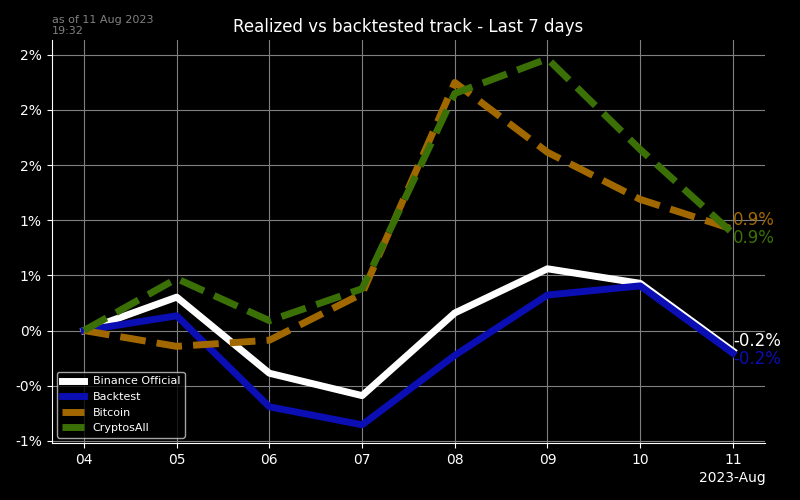 as of 11 Aug 2023
19:32
Realized vs backtested track - Last 7 days
2%
2%
2%
1%
1%
0%
-0%
-1%
0.9%
0.9%
-0.2%
-0.2%
Binance Official
Backtest
Bitcoin
CryptosAll
04 05 06 07 08 09 10 11
2023-Aug